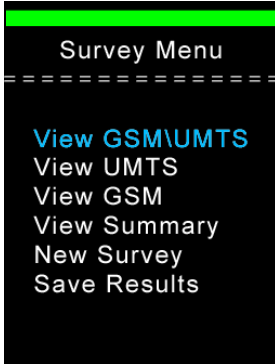 Survey Menu
================
View GSM\UMTS
View UMTS
View GSM
View Summary
New Survey
Save Results